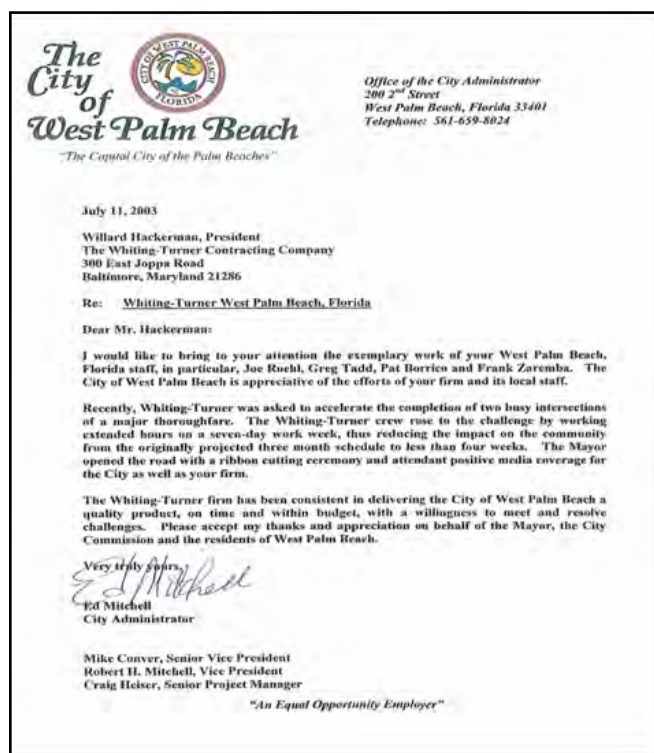 The
City
of
West Palm Beach
"The Capital City of the Palm Beaches"
CITY OF WEST PALM BEACH
FLORIDA
Office of the City Administrator
200 2nd Street
West Palm Beach, Florida 33401
Telephone: 561-659-8024
July 11, 2003
Willard Hackerman, President
The Whiting-Turner Contracting Company
300 East Joppa Road
Baltimore, Maryland 21286
Re: Whiting-Turner West Palm Beach, Florida
Dear Mr. Hackerman:
I would like to bring to your attention the exemplary work of your West Palm Beach,
Florida staff, in particular, Joe Ruehl, Greg Tadd, Pat Borrico and Frank Zaremba. The
City of West Palm Beach is appreciative of the efforts of your firm and its local staff.
Recently, Whiting-Turner was asked to accelerate the completion of two busy intersections
of a major thoroughfare. The Whiting-Turner crew rose to the challenge by working
extended hours on a seven-day work week, thus reducing the impact on the community
from the originally projected three month schedule to less than four weeks. The Mayor
opened the road with a ribbon cutting ceremony and attendant positive media coverage for
the City as well as your firm.
The Whiting-Turner firm has been consistent in delivering the City of West Palm Beach a
quality product, on time and within budget, with a willingness to meet and resolve
challenges. Please accept my thanks and appreciation on behalf of the Mayor, the City
Commission and the residents of West Palm Beach.
Very truly yours,
Ed Mitchell
Ed Mitchell
City Administrator
Mike Conver, Senior Vice President
Robert H. Mitchell, Vice President
Craig Heiser, Senior Project Manager
"An Equal Opportunity Employer"